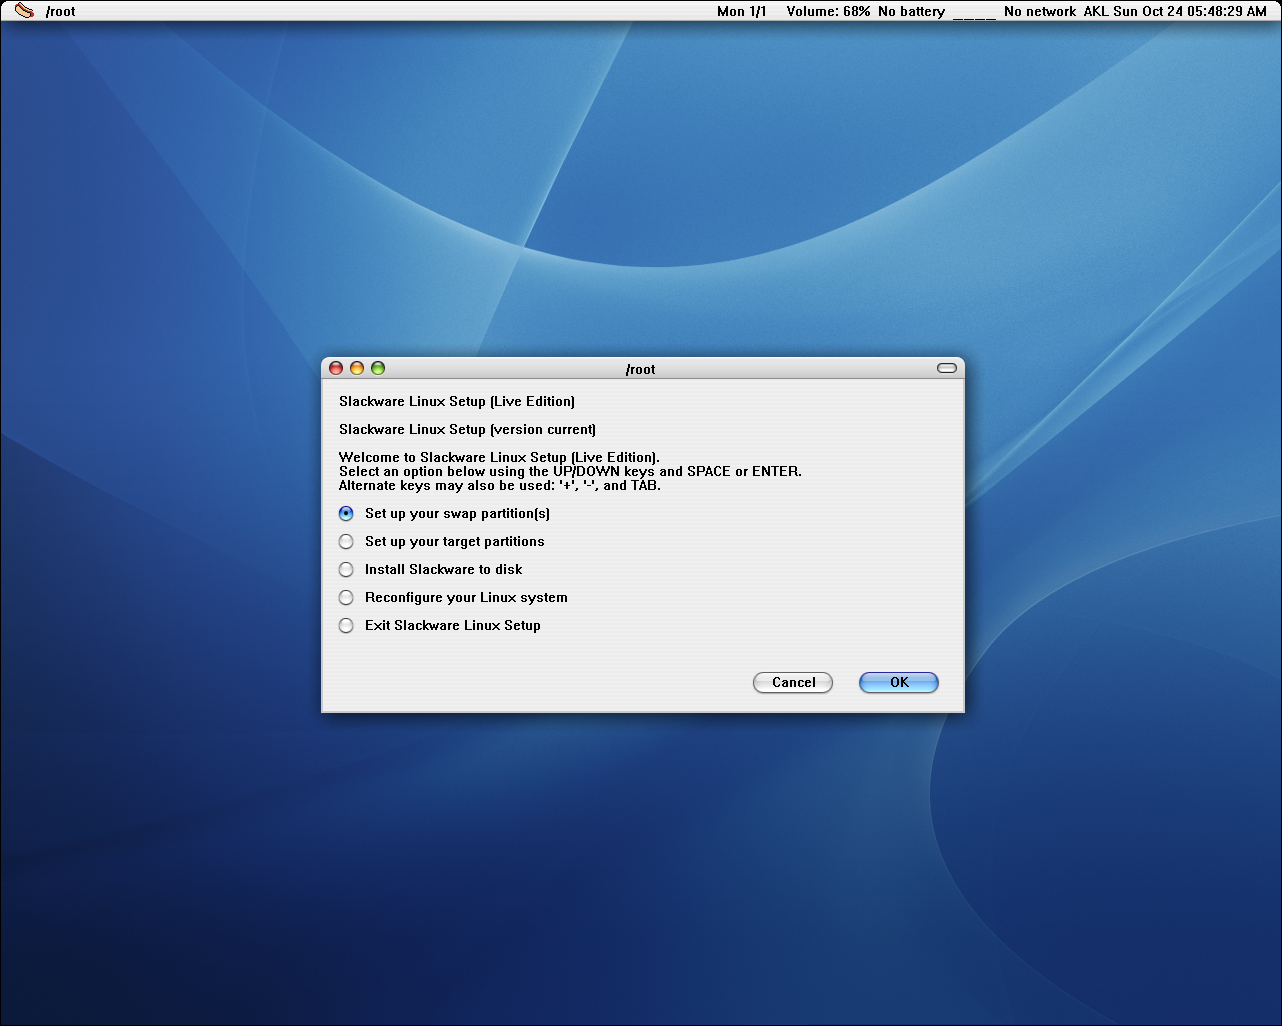 /root
Mon 1/1 Volume: 68% No battery ____ No network AKL Sun Oct 24 05:48:29 AM
/root
Slackware Linux Setup (Live Edition)
Slackware Linux Setup (version current)
Welcome to Slackware Linux Setup (Live Edition).
Select an option below using the UP/DOWN keys and SPACE or ENTER.
Alternate keys may also be used: '+', '-', and TAB.
Set up your swap partition(s)
Set up your target partitions
Install Slackware to disk
Reconfigure your Linux system
Exit Slackware Linux Setup
Cancel OK